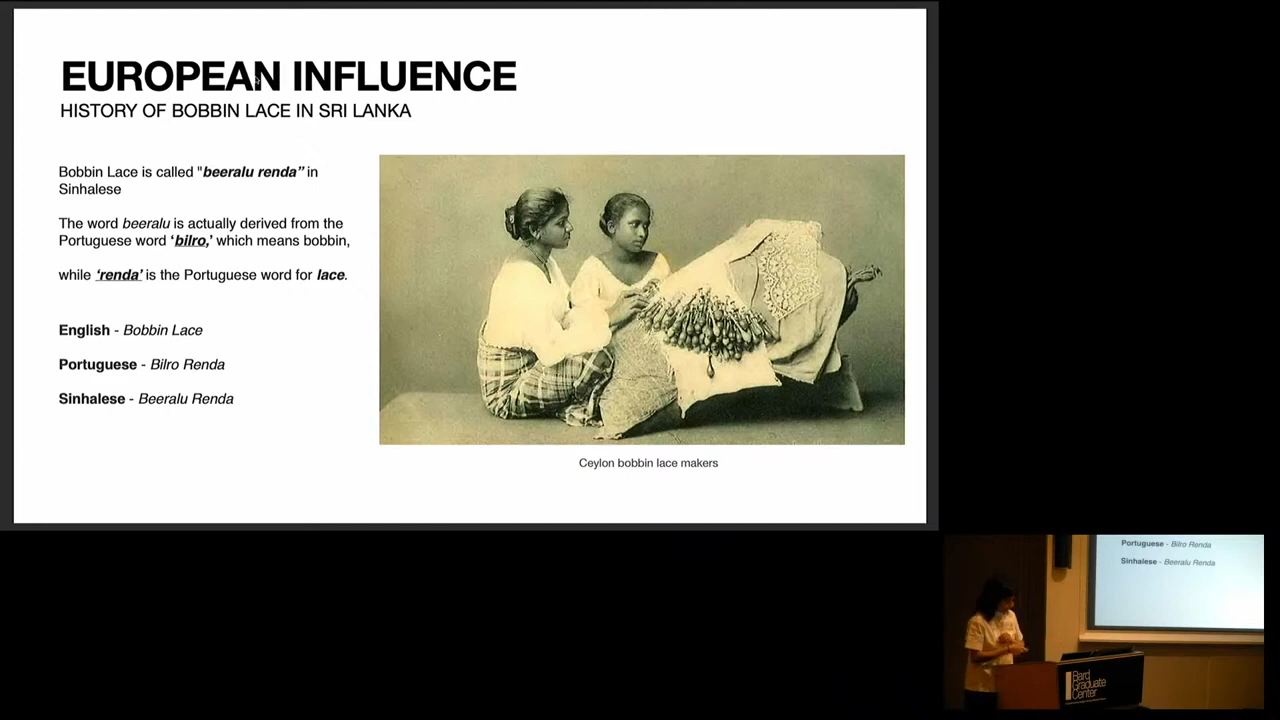 EUROPEAN INFLUENCE
HISTORY OF BOBBIN LACE IN SRI LANKA
Bobbin Lace is called "beeralu renda” in
Sinhalese
The word beeralu is actually derived from the
Portuguese word ‘bilro,’ which means bobbin,
while ‘renda’ is the Portuguese word for lace.
English - Bobbin Lace
Portuguese - Bilro Renda
Sinhalese - Beeralu Renda
Ceylon bobbin lace makers
Portuguese - Bilro Renda
Sinhalese - Beeralu Renda
Bard
Graduate
Center